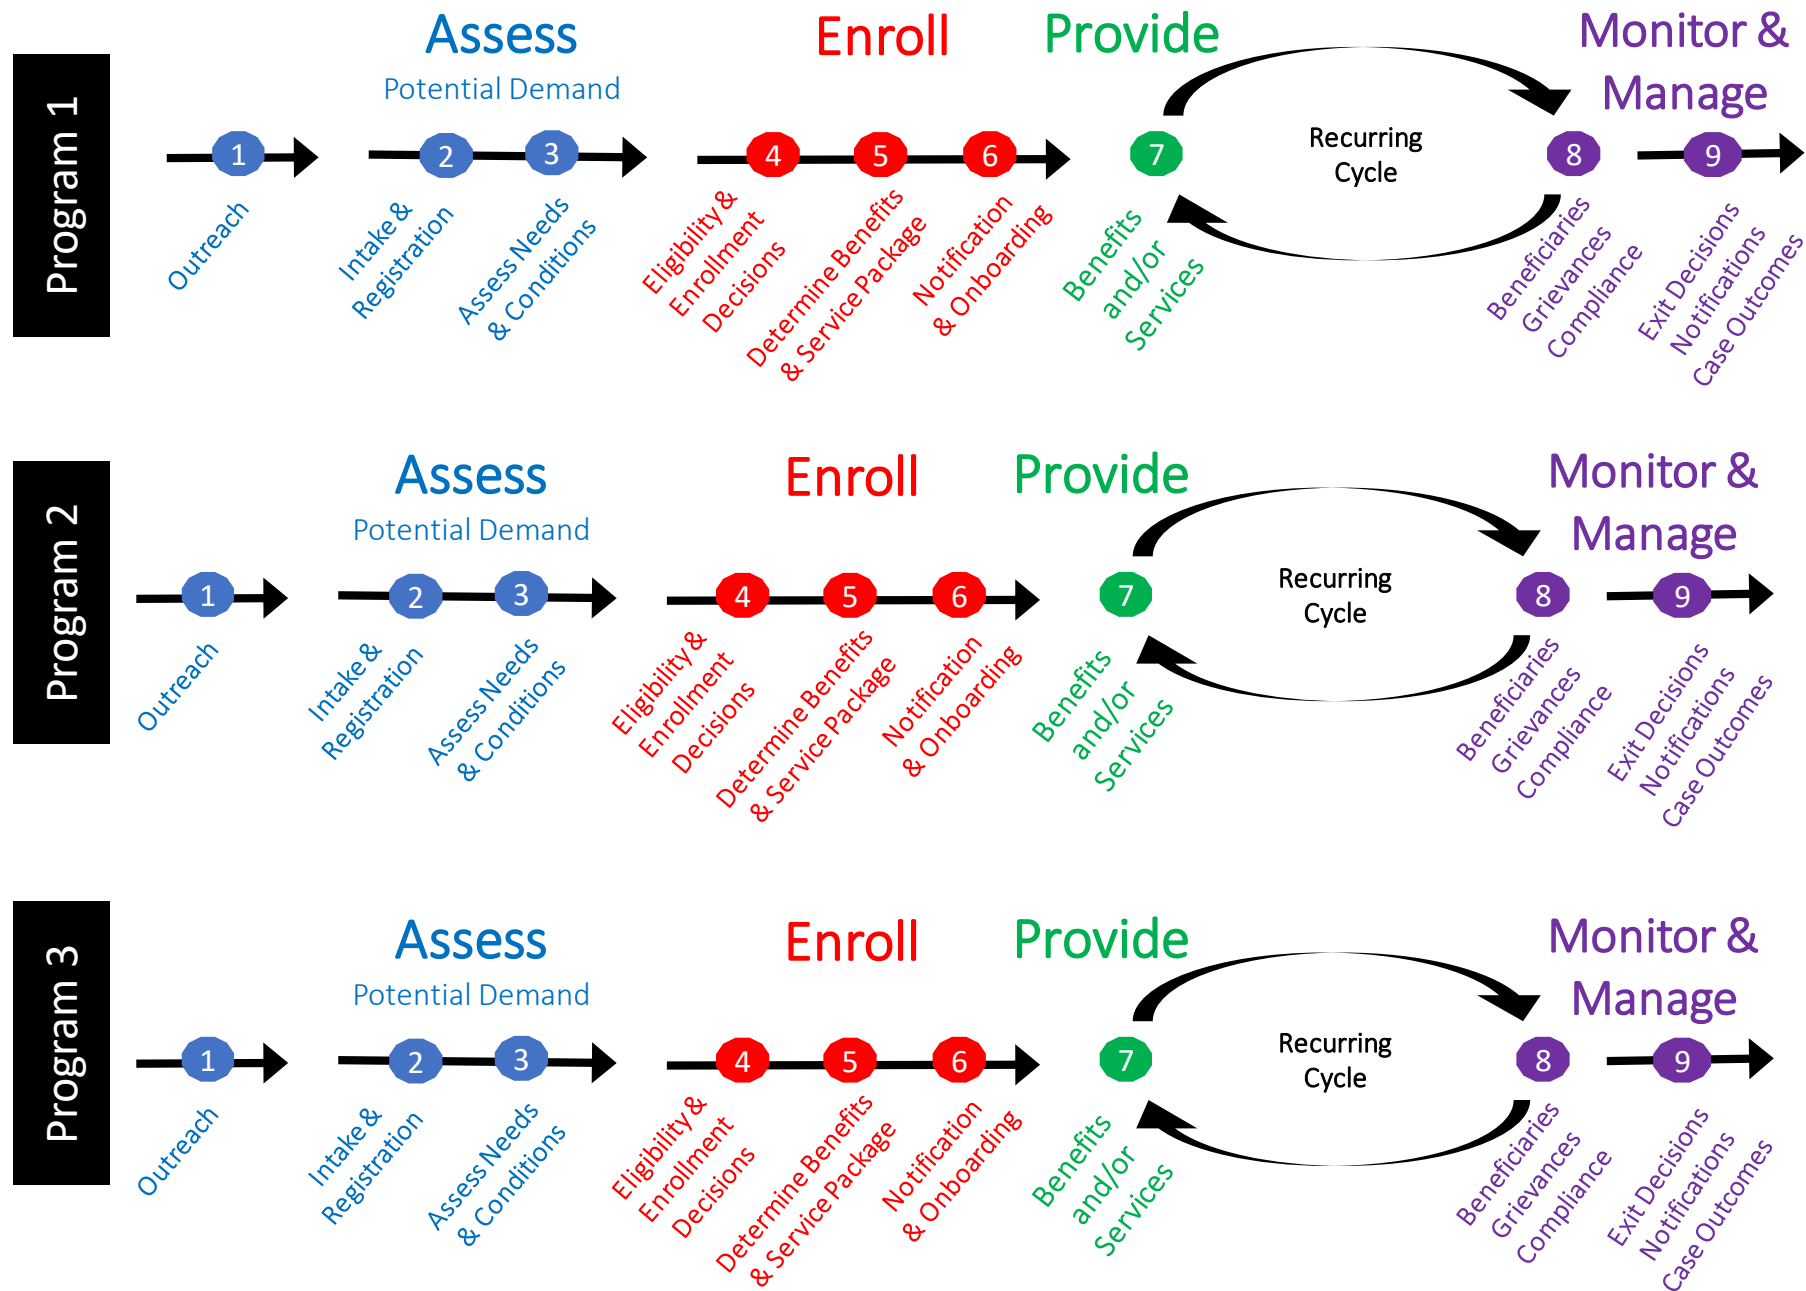 Program 1
Assess
Potential Demand
Enroll
Provide
Monitor &
Manage
1
2
3
4
5
6
7
Recurring
Cycle
8
9
Outreach
Intake &
Registration
Assess Needs
& Conditions
Eligibility &
Enrollment
Decisions
Determine Benefits
& Service Package
Notification
& Onboarding
Benefits
and/or
Services
Beneficiaries
Grievances
Compliance
Exit Decisions
Notifications
Case Outcomes
Program 2
Assess
Potential Demand
Enroll
Provide
Monitor &
Manage
1
2
3
4
5
6
7
Recurring
Cycle
8
9
Outreach
Intake &
Registration
Assess Needs
& Conditions
Eligibility &
Enrollment
Decisions
Determine Benefits
& Service Package
Notification
& Onboarding
Benefits
and/or
Services
Beneficiaries
Grievances
Compliance
Exit Decisions
Notifications
Case Outcomes
Program 3
Assess
Potential Demand
Enroll
Provide
Monitor &
Manage
1
2
3
4
5
6
7
Recurring
Cycle
8
9
Outreach
Intake &
Registration
Assess Needs
& Conditions
Eligibility &
Enrollment
Decisions
Determine Benefits
& Service Package
Notification
& Onboarding
Benefits
and/or
Services
Beneficiaries
Grievances
Compliance
Exit Decisions
Notifications
Case Outcomes